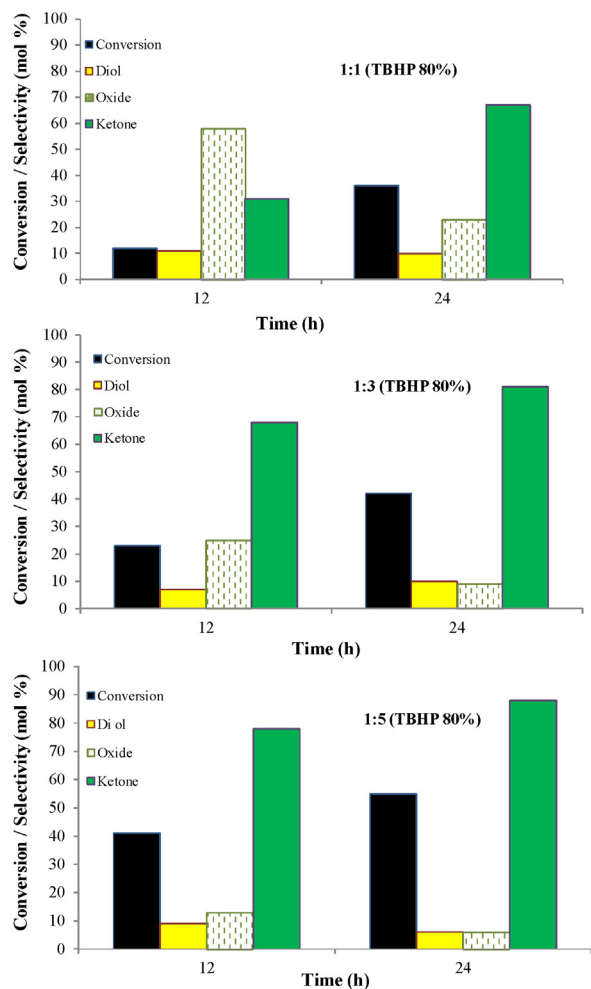 100
90
80
70
60
50
40
30
20
10
0
Conversion / Selectivity (mol %)
Conversion
Diol
Oxide
Ketone
1:1 (TBHP 80%)
12
24
Time (h)
100
90
80
70
60
50
40
30
20
10
0
Conversion / Selectivity (mol %)
Conversion
Diol
Oxide
Ketone
1:3 (TBHP 80%)
12
24
Time (h)
100
90
80
70
60
50
40
30
20
10
0
Conversion / Selectivity (mol %)
Conversion
Di ol
Oxide
Ketone
1:5 (TBHP 80%)
12
24
Time (h)